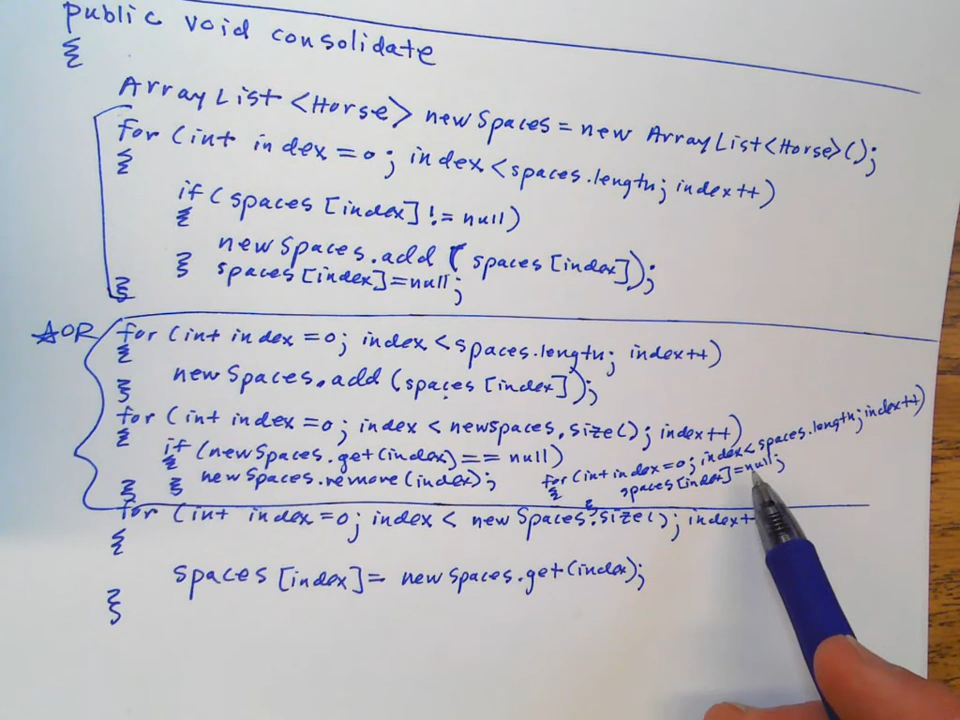 public void consolidate
{
ArrayList <Horse> newSpaces = new ArrayList<Horse>();
for (int index = 0; index < spaces.length; index++)
{
if (spaces [index] != null)
{
newSpaces.add ( spaces [index]);
} spaces [index] = null;
}
☆OR for (int index = 0; index < spaces.length; index++)
{
newSpaces.add (spaces [index]);
}
for (int index = 0; index < newspaces.size(); index++)
{
if (newSpaces.get(index) == null)
{
newSpaces.remove (index);
} }
for (int index = 0; index < spaces.length; index++)
{
spaces [index] = null;
}
for (int index = 0; index < newSpaces.size(); index+
{
spaces [index] = newSpaces.get(index);
}